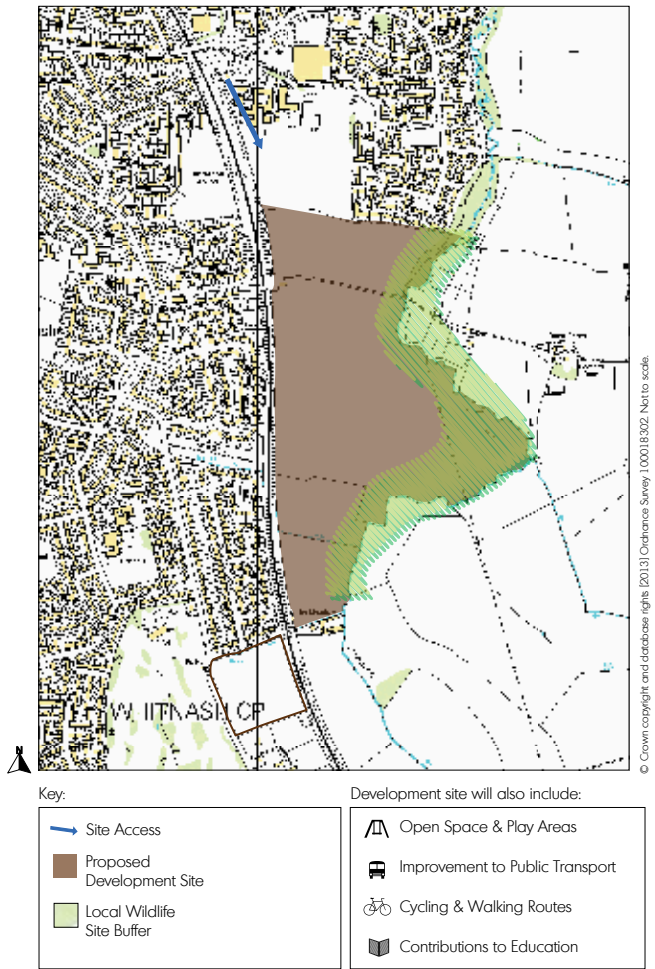 WHITNASH CP
N
© Crown copyright and database rights [2013] Ordnance Survey 100018302. Not to scale.
Key:
Site Access
Proposed
Development Site
Local Wildlife
Site Buffer
Development site will also include:
Open Space & Play Areas
Improvement to Public Transport
Cycling & Walking Routes
Contributions to Education